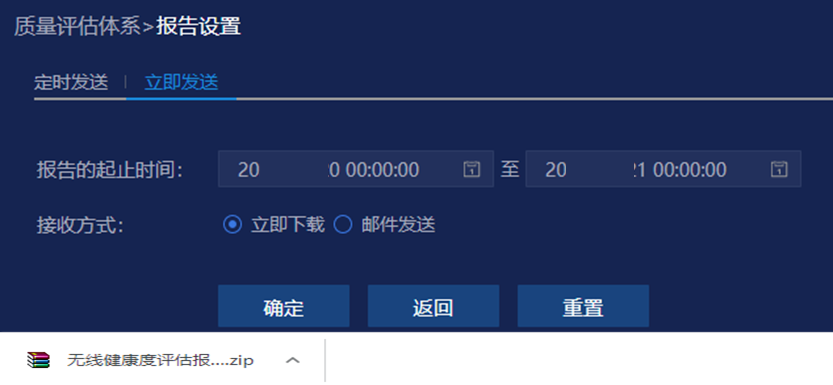 质量评估体系>报告设置
定时发送 | 立即发送
报告的起止时间： 20 0 00:00:00 至 20 21 00:00:00
接收方式： 立即下载 邮件发送
确定 返回 重置
无线健康度评估报....zip